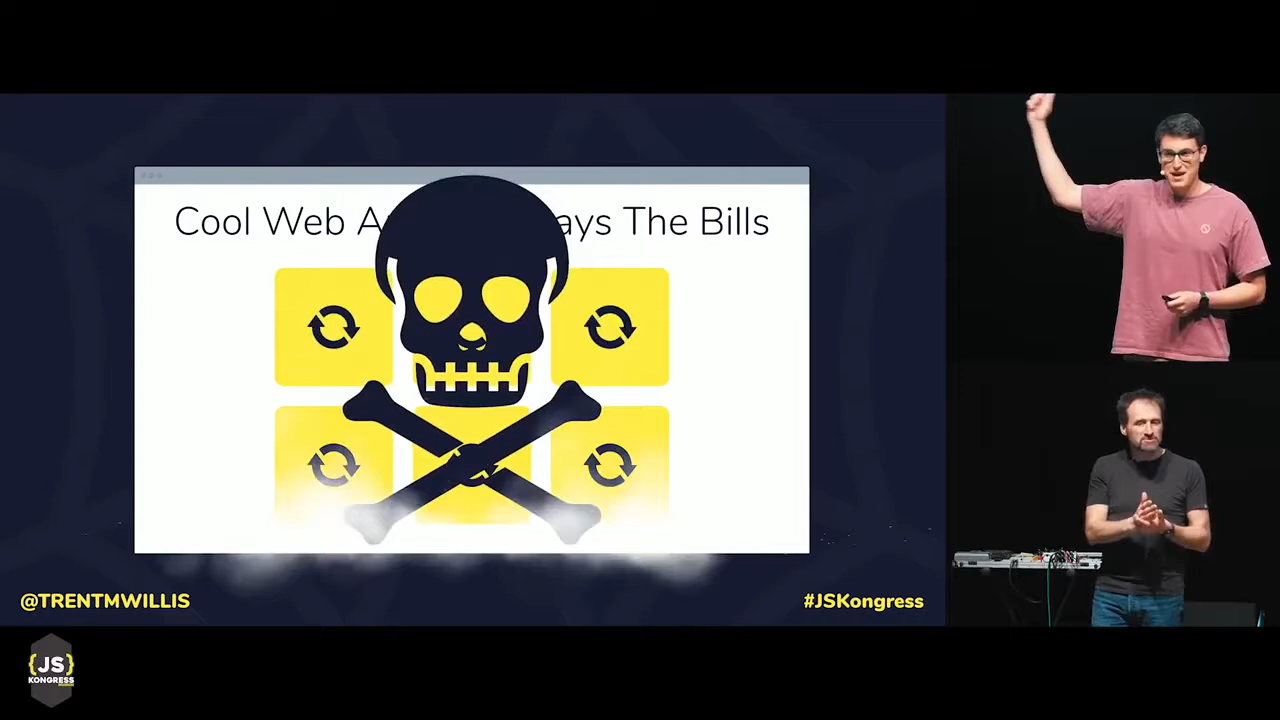 Cool Web A ays The Bills
@TRENTMWILLIS
#JSKongress
{JS}
KONGRESS